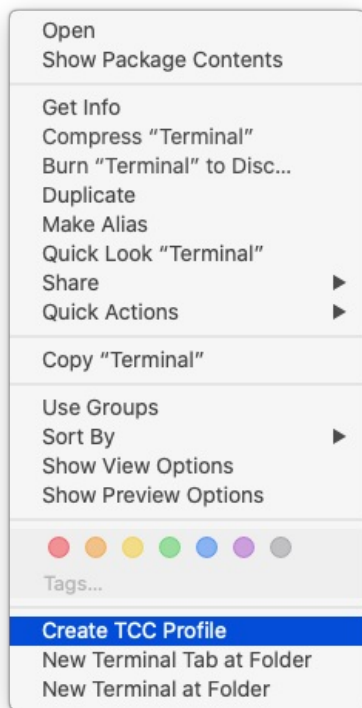 Open
Show Package Contents
Get Info
Compress “Terminal”
Burn “Terminal” to Disc...
Duplicate
Make Alias
Quick Look “Terminal”
Share
Quick Actions
Copy “Terminal”
Use Groups
Sort By
Show View Options
Show Preview Options
Tags...
Create TCC Profile
New Terminal Tab at Folder
New Terminal at Folder